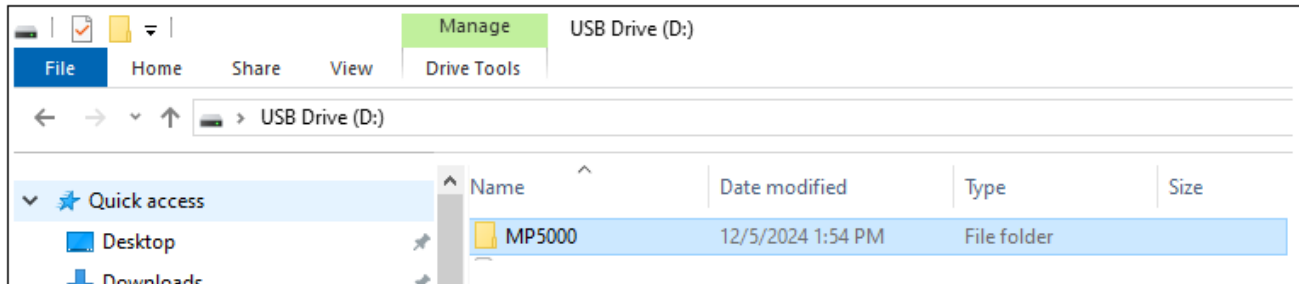 Manage USB Drive (D:)
File Home Share View Drive Tools
USB Drive (D:)
Name Date modified Type Size
Quick access
MP5000 12/5/2024 1:54 PM File folder
Desktop
Downloads